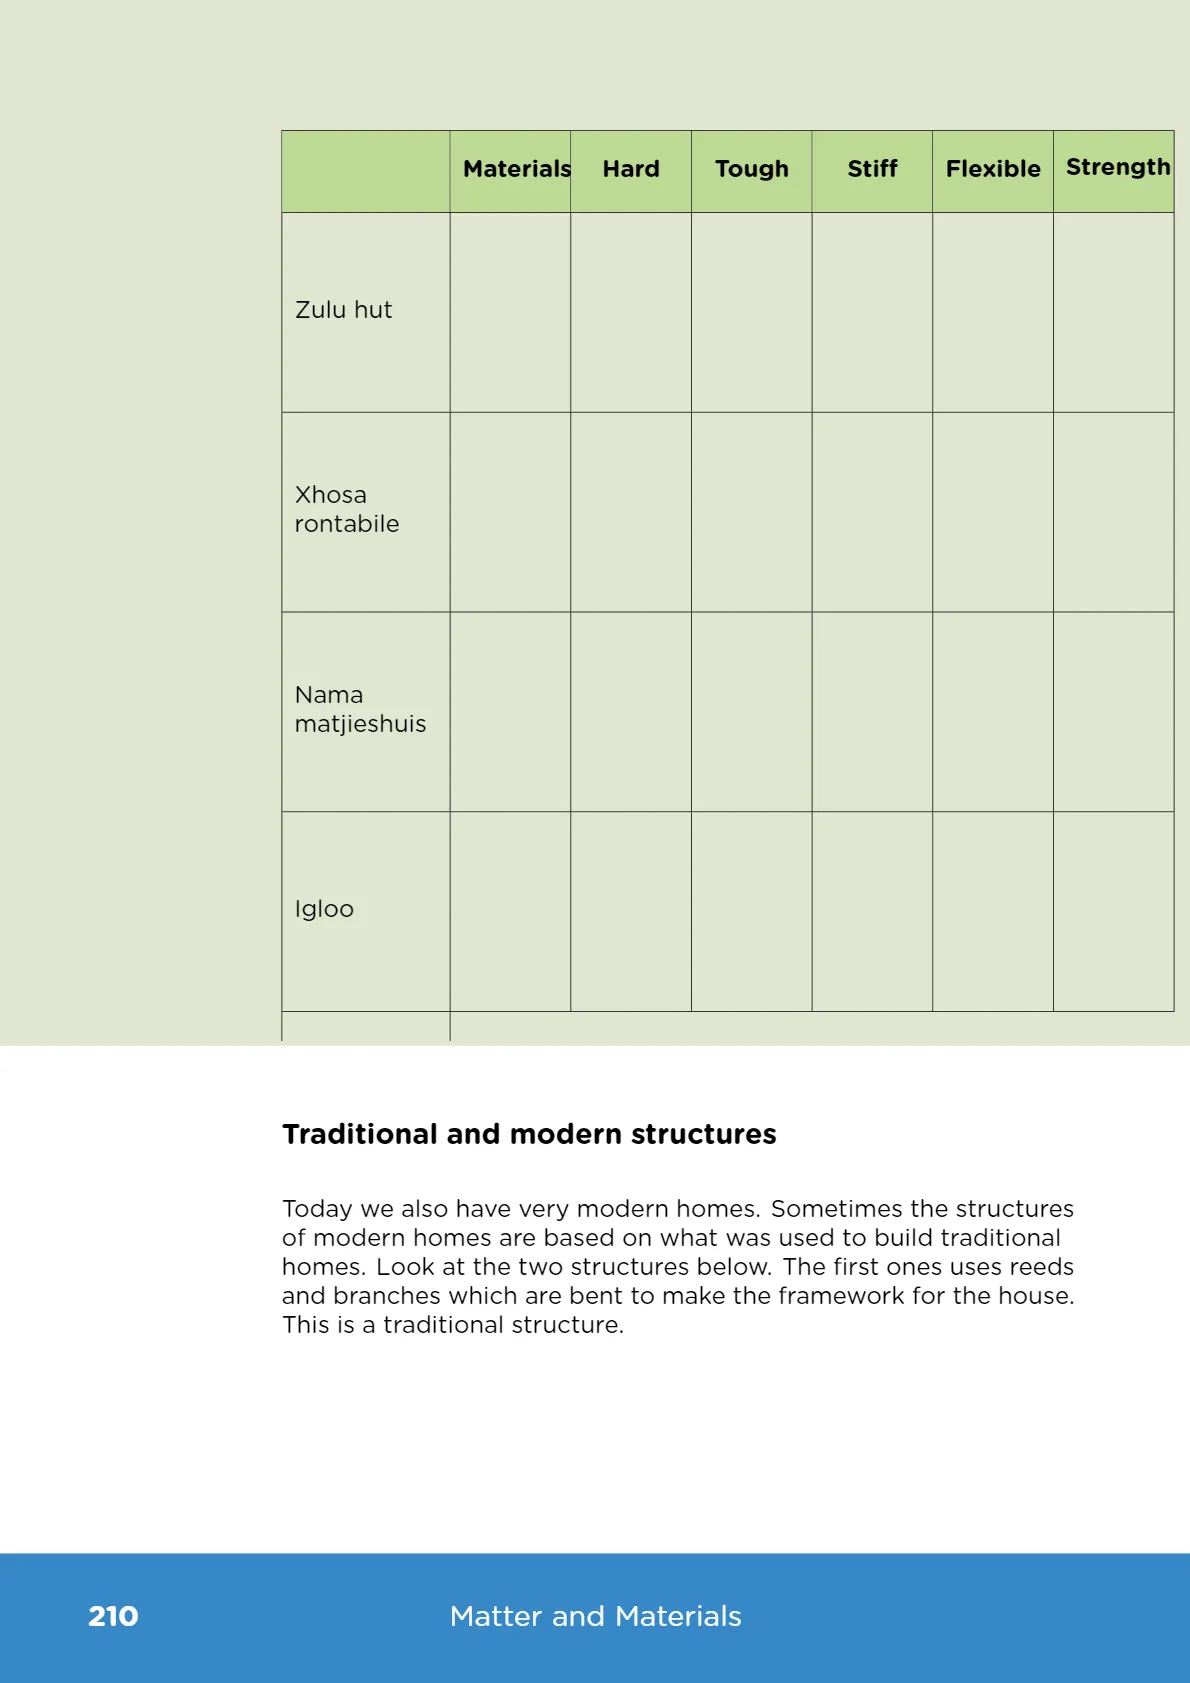 Materials Hard Tough Stiff Flexible Strength
Zulu hut
Xhosa
rontabile
Nama
matjieshuis
Igloo
Traditional and modern structures
Today we also have very modern homes. Sometimes the structures
of modern homes are based on what was used to build traditional
homes. Look at the two structures below. The first ones uses reeds
and branches which are bent to make the framework for the house.
This is a traditional structure.
210 Matter and Materials